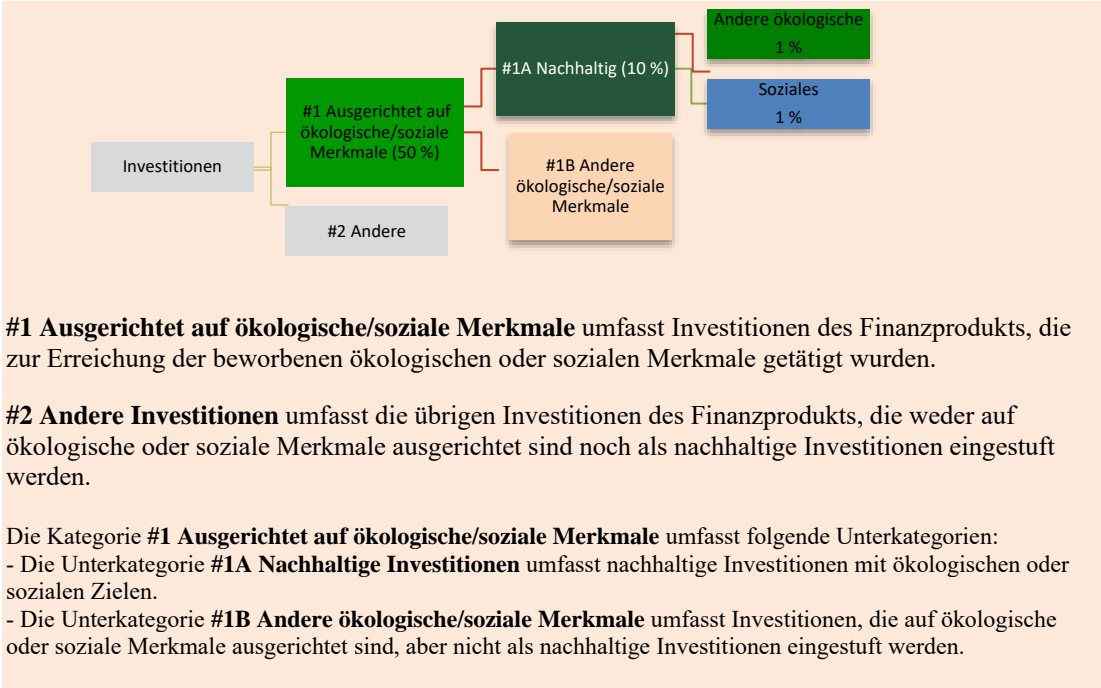 Andere ökologische
1 %
#1A Nachhaltig (10 %)
Soziales
1 %
#1 Ausgerichtet auf
ökologische/soziale
Merkmale (50 %)
Investitionen
#1B Andere
ökologische/soziale
Merkmale
#2 Andere
#1 Ausgerichtet auf ökologische/soziale Merkmale umfasst Investitionen des Finanzprodukts, die
zur Erreichung der beworbenen ökologischen oder sozialen Merkmale getätigt wurden.
#2 Andere Investitionen umfasst die übrigen Investitionen des Finanzprodukts, die weder auf
ökologische oder soziale Merkmale ausgerichtet sind noch als nachhaltige Investitionen eingestuft
werden.
Die Kategorie #1 Ausgerichtet auf ökologische/soziale Merkmale umfasst folgende Unterkategorien:
- Die Unterkategorie #1A Nachhaltige Investitionen umfasst nachhaltige Investitionen mit ökologischen oder
sozialen Zielen.
- Die Unterkategorie #1B Andere ökologische/soziale Merkmale umfasst Investitionen, die auf ökologische
oder soziale Merkmale ausgerichtet sind, aber nicht als nachhaltige Investitionen eingestuft werden.